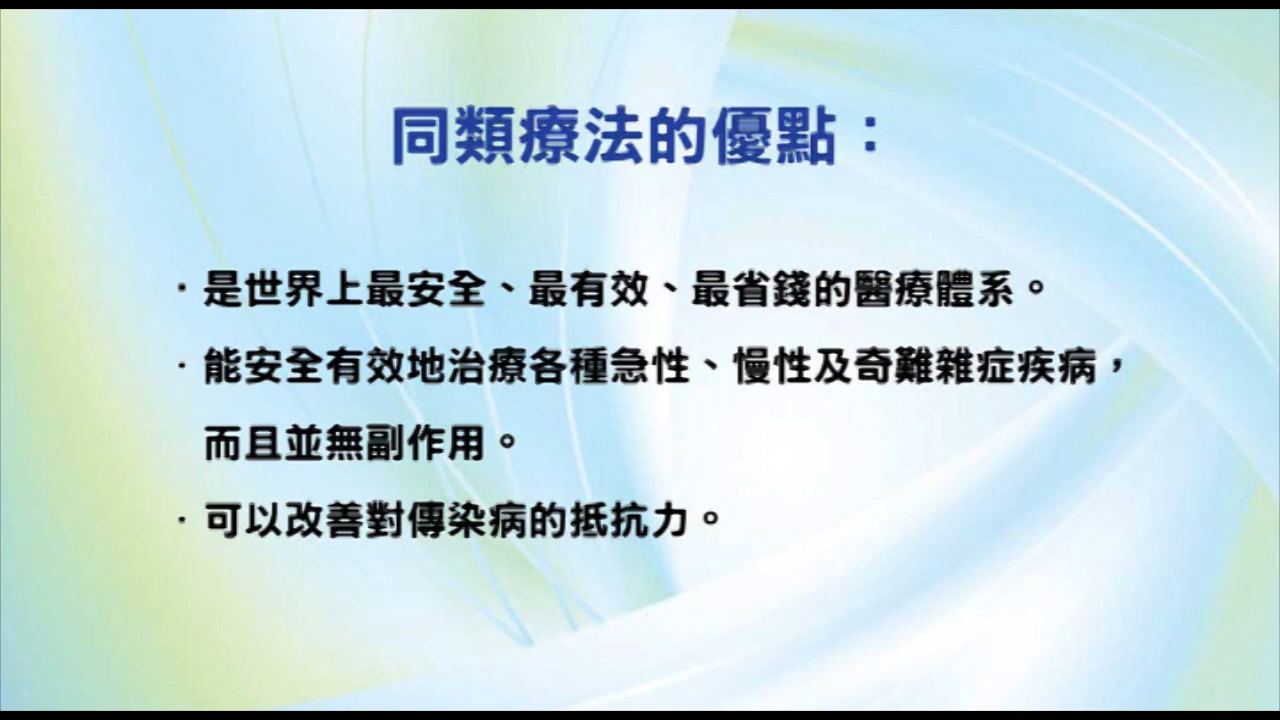 同類療法的優點：
· 是世界上最安全、最有效、最省錢的醫療體系。
· 能安全有效地治療各種急性、慢性及奇難雜症疾病，
而且並無副作用。
· 可以改善對傳染病的抵抗力。